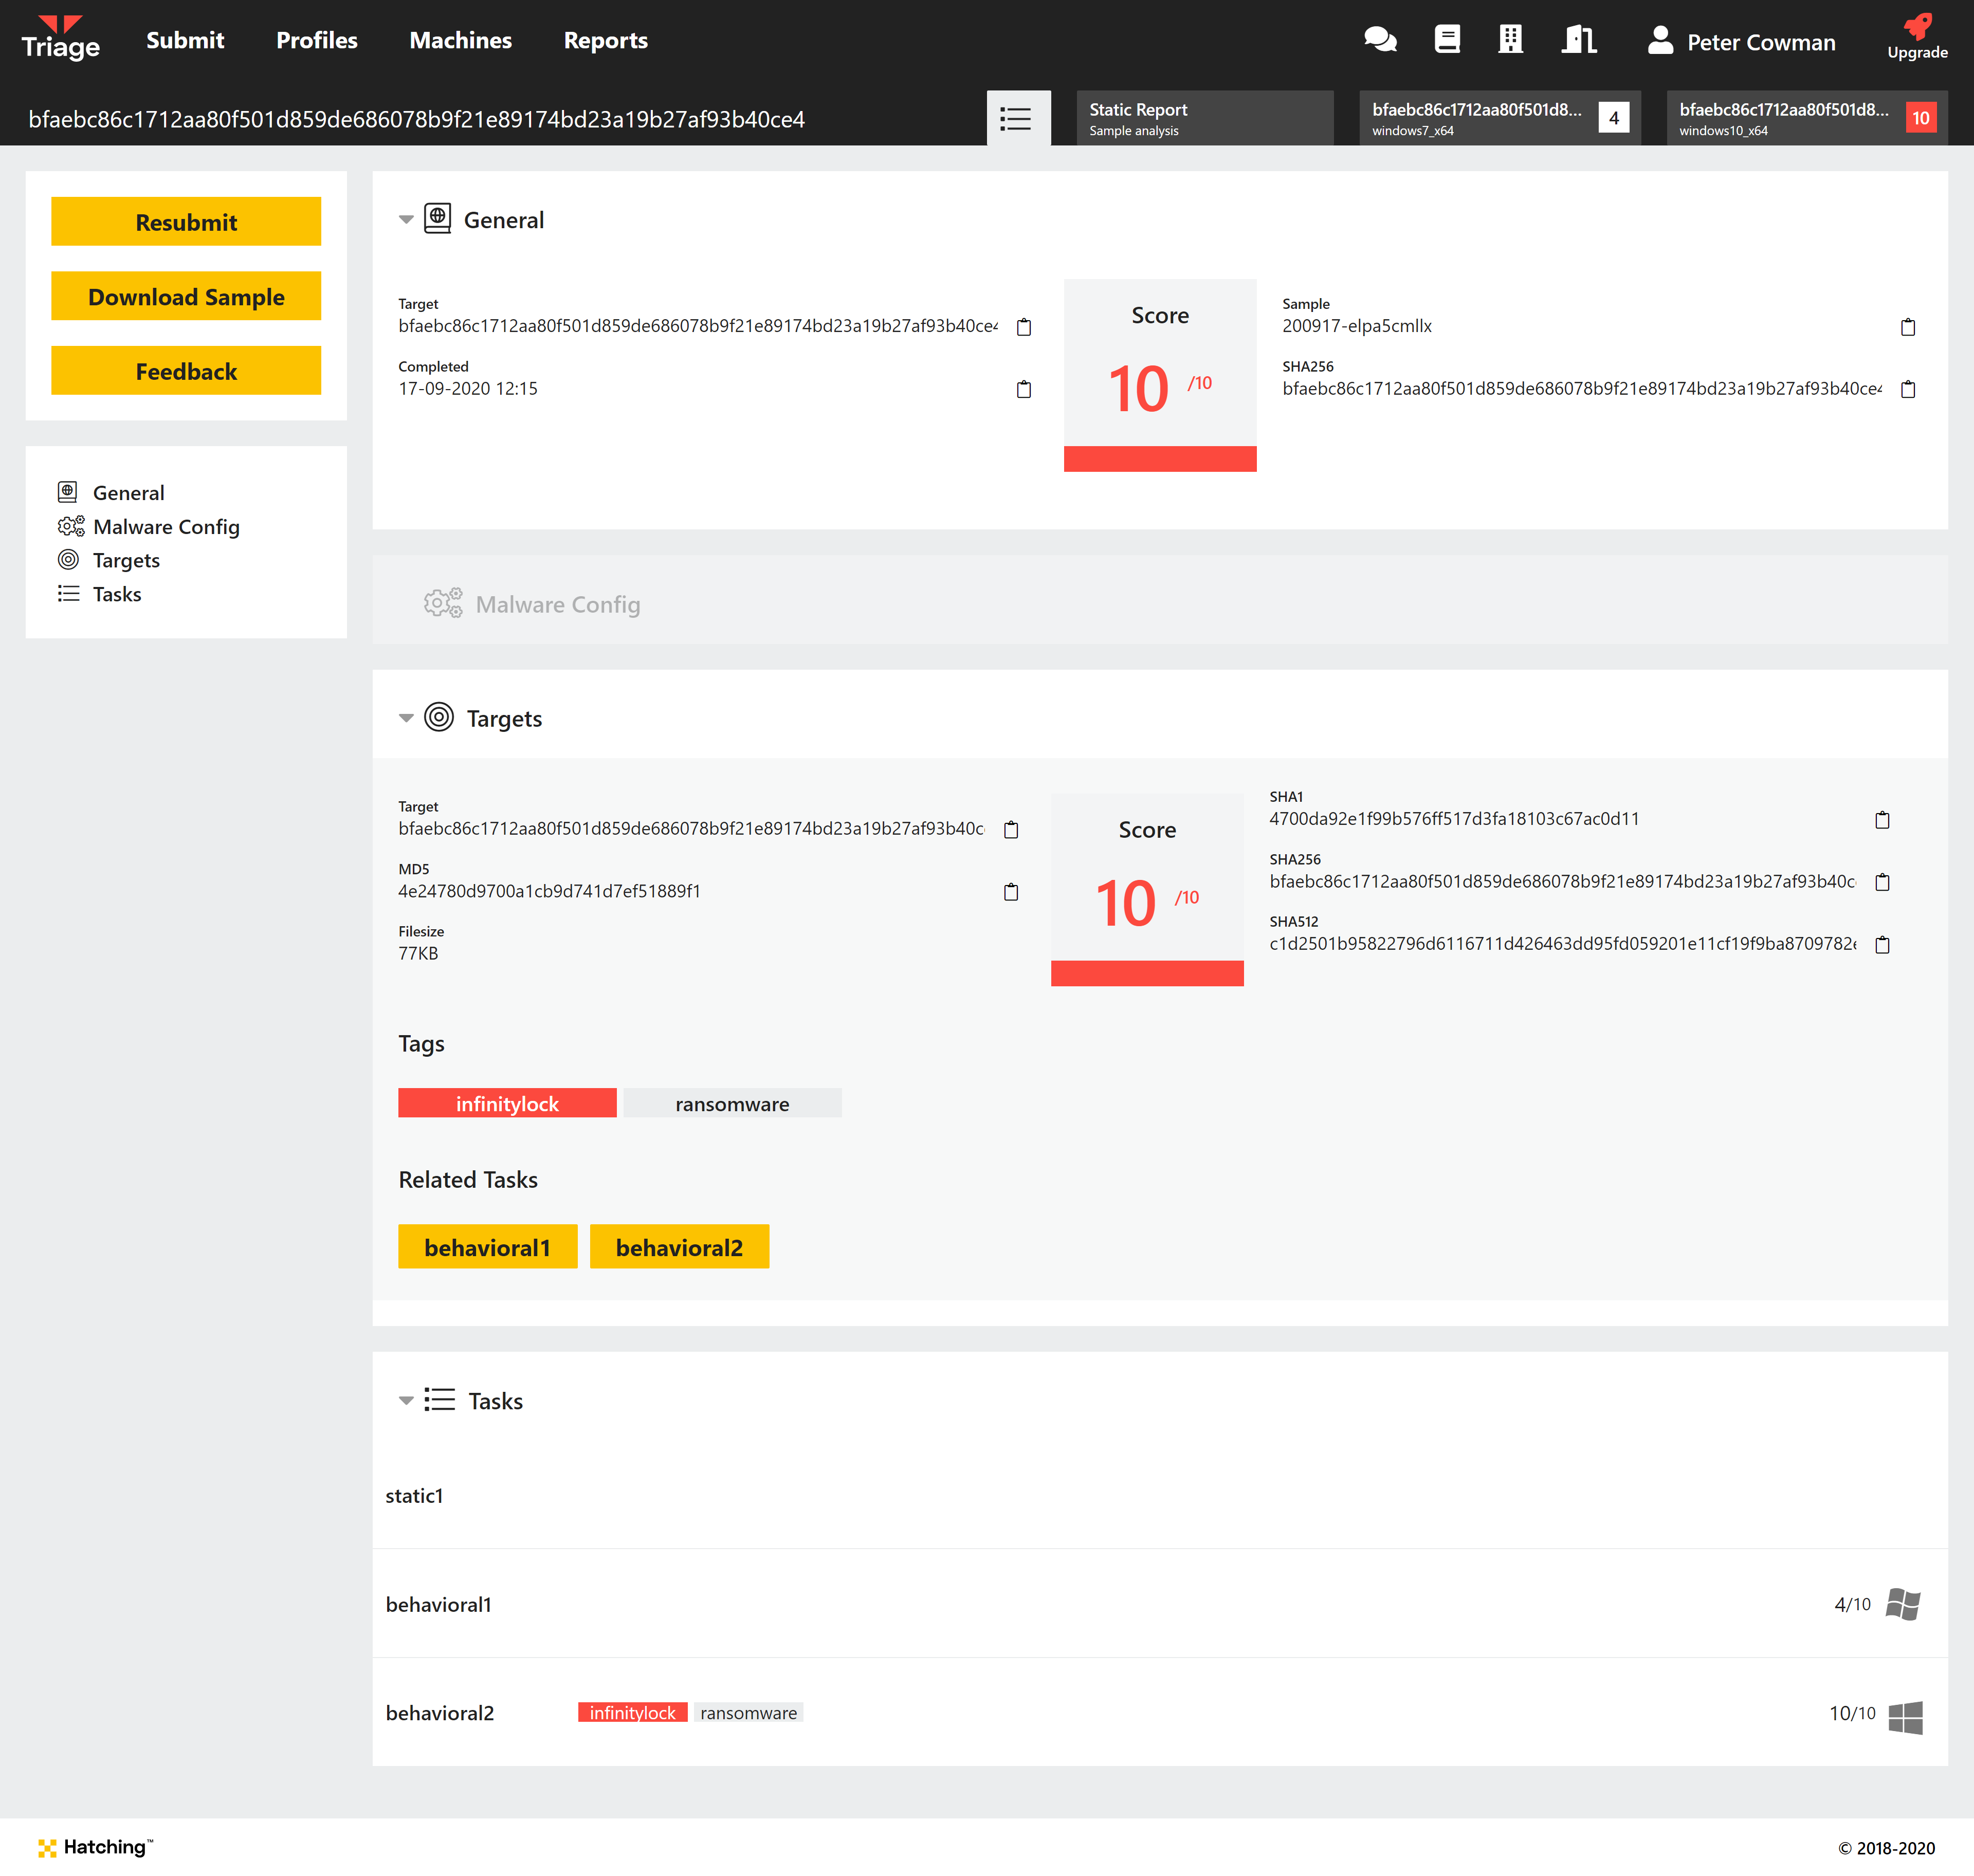 Triage
Submit
Profiles
Machines
Reports
Peter Cowman
Upgrade
bfaebc86c1712aa80f501d859de686078b9f21e89174bd23a19b27af93b40ce4
Static Report
Sample analysis
bfaebc86c1712aa80f501d8...
windows7_x64
4
bfaebc86c1712aa80f501d8...
windows10_x64
10
Resubmit
Download Sample
Feedback
General
Malware Config
Targets
Tasks
General
Target
bfaebc86c1712aa80f501d859de686078b9f21e89174bd23a19b27af93b40ce4
Completed
17-09-2020 12:15
Score
10 /10
Sample
200917-elpa5cmllx
SHA256
bfaebc86c1712aa80f501d859de686078b9f21e89174bd23a19b27af93b40ce4
Malware Config
Targets
Target
bfaebc86c1712aa80f501d859de686078b9f21e89174bd23a19b27af93b40c
MD5
4e24780d9700a1cb9d741d7ef51889f1
Filesize
77KB
Score
10 /10
SHA1
4700da92e1f99b576ff517d3fa18103c67ac0d11
SHA256
bfaebc86c1712aa80f501d859de686078b9f21e89174bd23a19b27af93b40c
SHA512
c1d2501b95822796d6116711d426463dd95fd059201e11cf19f9ba8709782e
Tags
infinitylock
ransomware
Related Tasks
behavioral1
behavioral2
Tasks
static1
behavioral1
4/10
behavioral2
infinitylock
ransomware
10/10
Hatching™
© 2018-2020